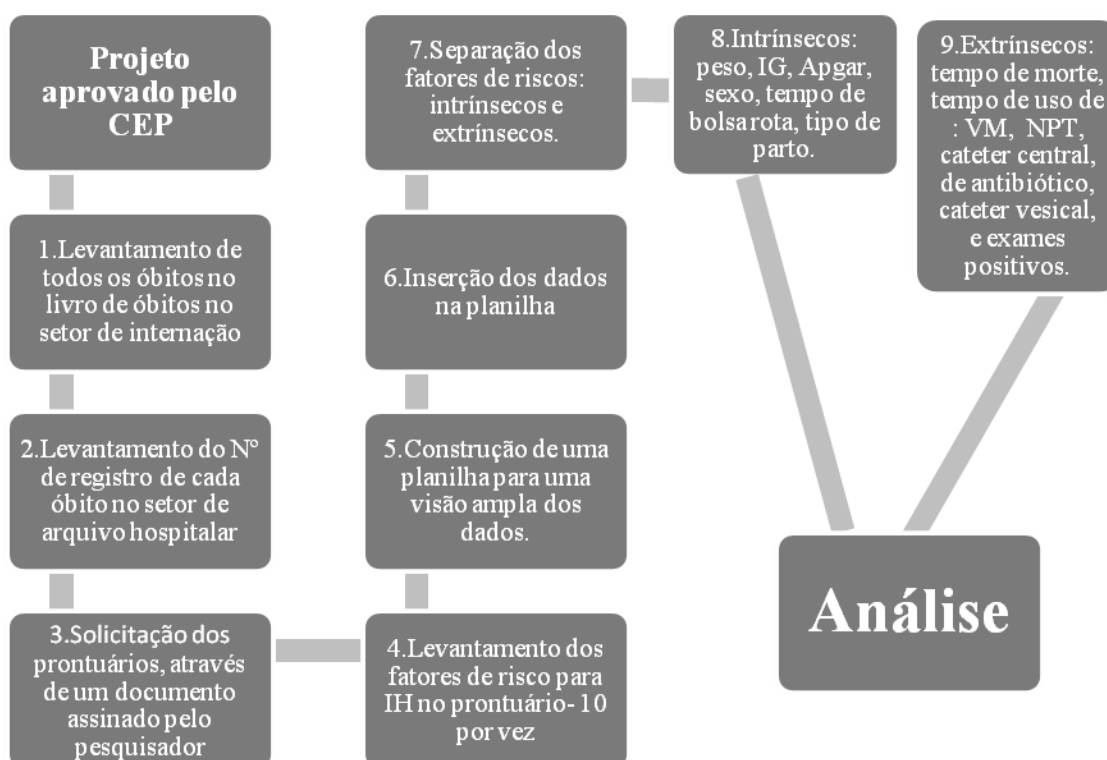 Projeto
aprovado pelo
CEP
1.Levantamento de
todos os óbitos no
livro de óbitos no
setor de internação
2.Levantamento do Nº
de registro de cada
óbito no setor de
arquivo hospitalar
3.Solicitação dos
prontuários, através
de um documento
assinado pelo
pesquisador
4.Levantamento dos
fatores de risco para
IH no prontuário- 10
por vez
5.Construção de uma
planilha para uma
visão ampla dos
dados.
6.Inserção dos dados
na planilha
7.Separação dos
fatores de riscos:
intrínsecos e
extrínsecos.
8.Intrínsecos:
peso, IG, Apgar,
sexo, tempo de
bolsa rota, tipo de
parto.
9.Extrínsecos:
tempo de morte,
tempo de uso de
: VM, NPT,
cateter central,
de antibiótico,
cateter vesical,
e exames
positivos.
Análise